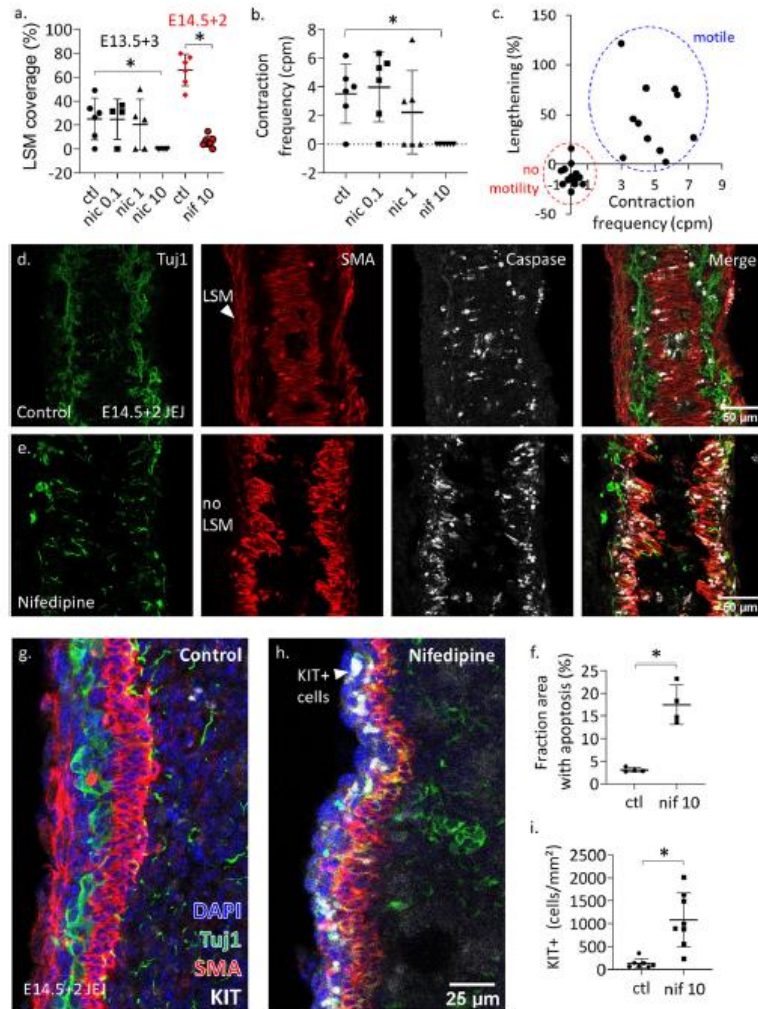 a.
E13.5+3
E14.5+2
*
*
LSM coverage (%)
100
80
60
40
20
0
ctl
nic 0.1
nic 1
nic 10
ctl
nif 10
b.
*
Contraction
frequency (cpm)
8
6
4
2
0
ctl
nic 0.1
nic 1
nif 10
c.
motile
Lengthening (%)
150
100
50
0
-50
no
motility
1
3
5
7
9
Contraction
frequency (cpm)
d.
Tuj1
SMA
Caspase
Merge
LSM
Control
E14.5+2 JEJ
50 µm
e.
no
LSM
Nifedipine
50 µm
g.
Control
DAPI
Tuj1
SMA
KIT
E14.5+2 JEJ
h.
Nifedipine
KIT+
cells
25 µm
f.
*
Fraction area
with apoptosis (%)
25
20
15
10
5
0
ctl
nif 10
i.
*
KIT+ (cells/mm²)
2500
2000
1500
1000
500
0
ctl
nif 10